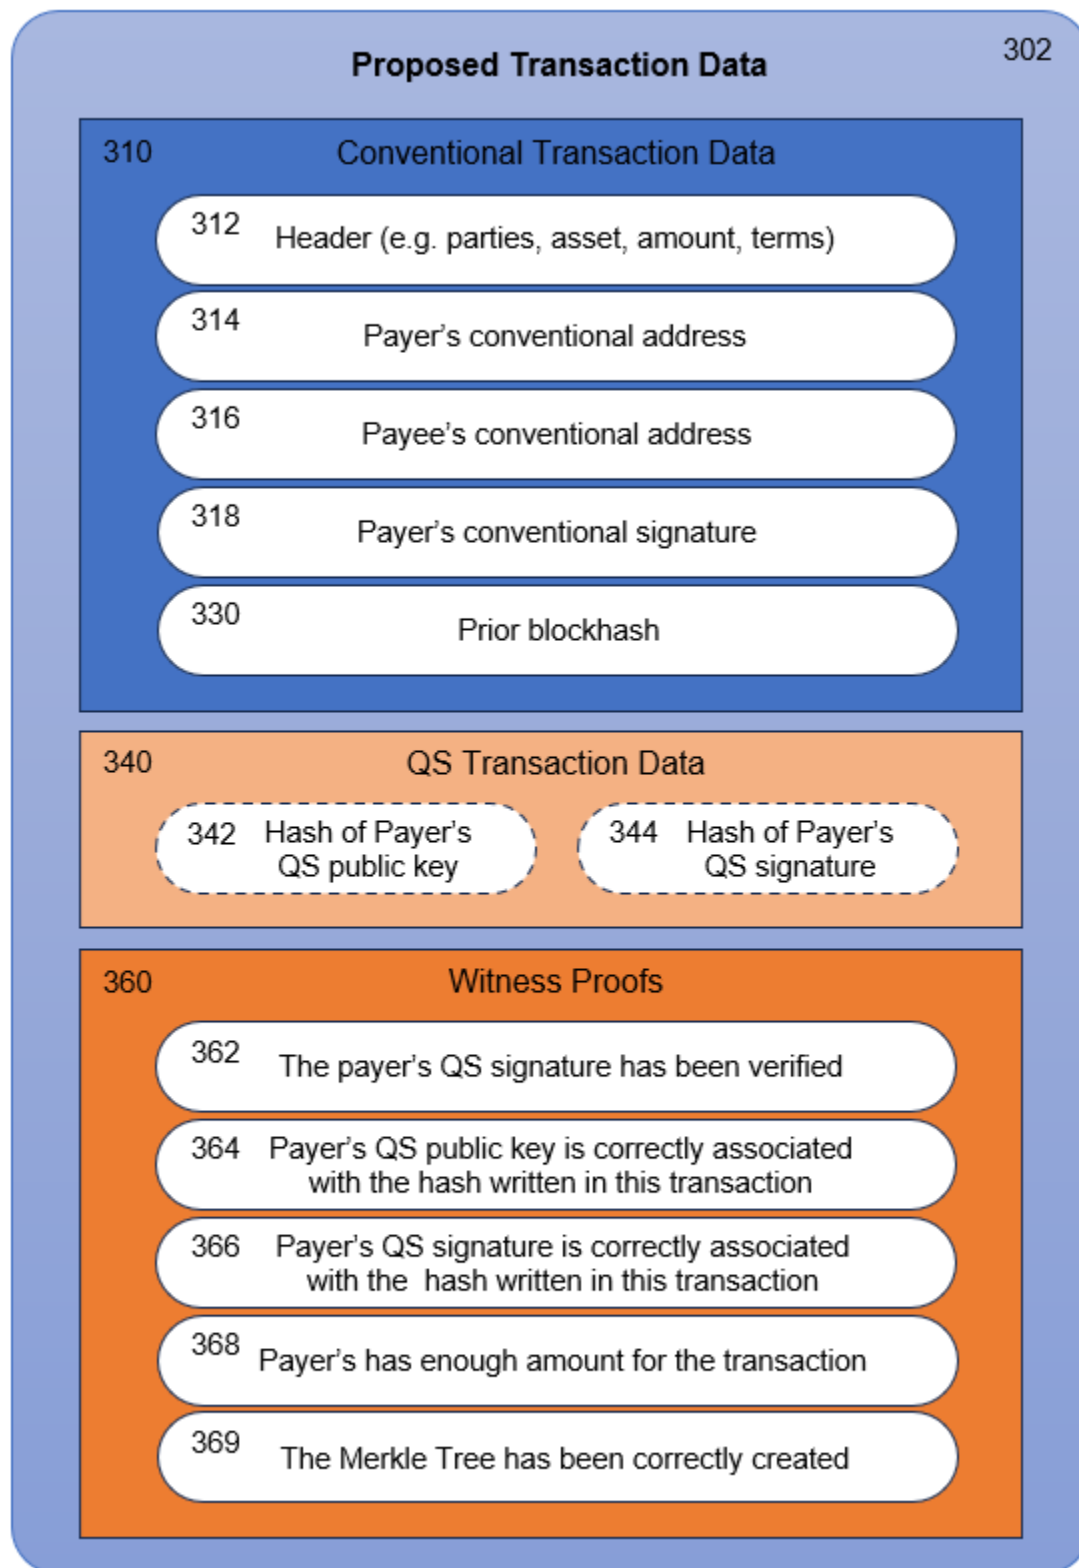 Proposed Transaction Data
302
310
Conventional Transaction Data
312
Header (e.g. parties, asset, amount, terms)
314
Payer’s conventional address
316
Payee’s conventional address
318
Payer’s conventional signature
330
Prior blockhash
340
QS Transaction Data
342
Hash of Payer’s
QS public key
344
Hash of Payer’s
QS signature
360
Witness Proofs
362
The payer’s QS signature has been verified
364
Payer’s QS public key is correctly associated
with the hash written in this transaction
366
Payer’s QS signature is correctly associated
with the hash written in this transaction
368
Payer’s has enough amount for the transaction
369
The Merkle Tree has been correctly created